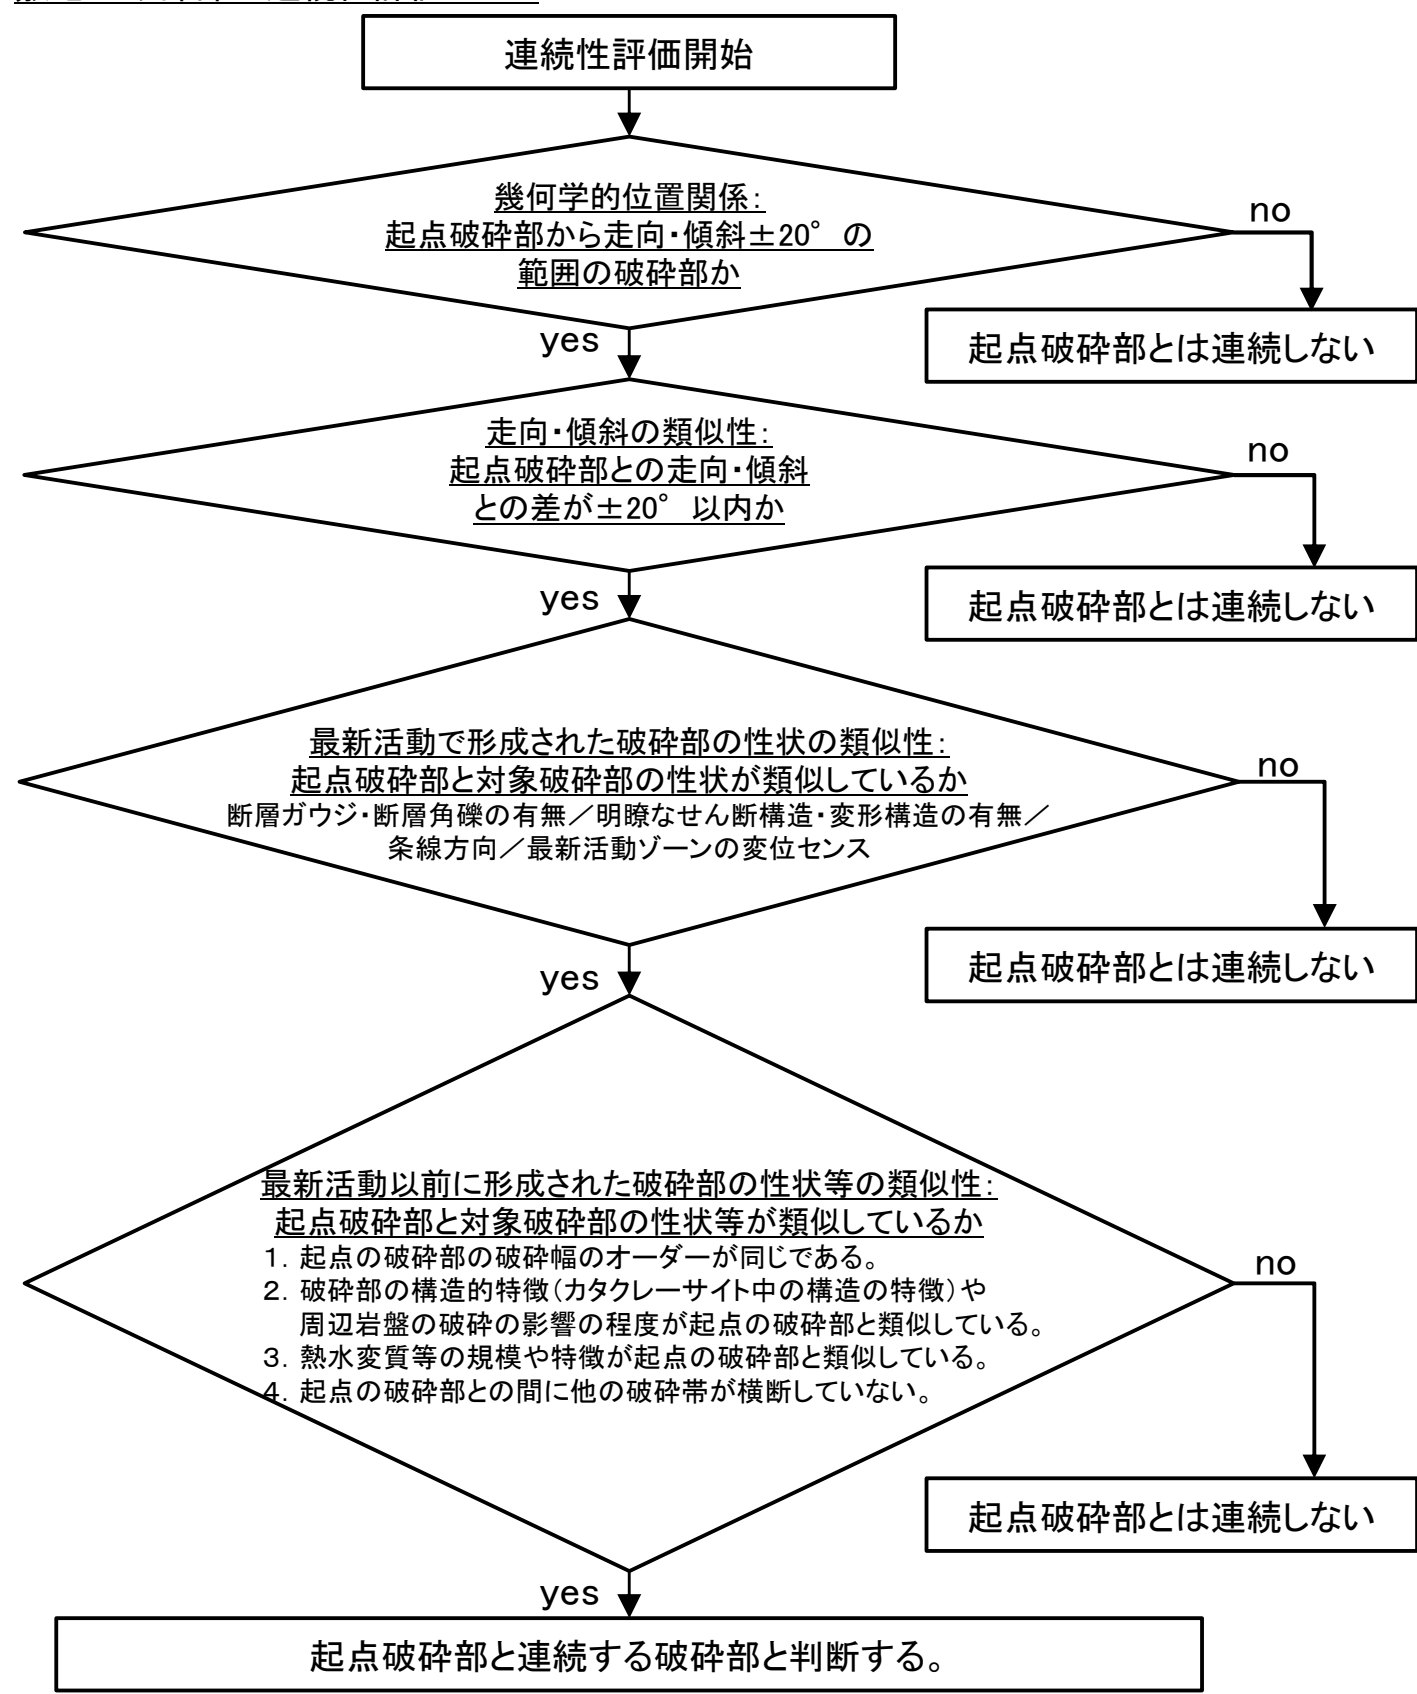 連続性評価開始
幾何学的位置関係：
起点破砕部から走向・傾斜±20°の
範囲の破砕部か
no
起点破砕部とは連続しない
yes
走向・傾斜の類似性：
起点破砕部との走向・傾斜
との差が±20°以内か
no
起点破砕部とは連続しない
yes
最新活動で形成された破砕部の性状の類似性：
起点破砕部と対象破砕部の性状が類似しているか
断層ガウジ・断層角礫の有無／明瞭なせん断構造・変形構造の有無／
条線方向／最新活動ゾーンの変位センス
no
起点破砕部とは連続しない
yes
最新活動以前に形成された破砕部の性状等の類似性：
起点破砕部と対象破砕部の性状等が類似しているか
1．起点の破砕部の破砕幅のオーダーが同じである。
2．破砕部の構造的特徴（カタクレーサイト中の構造の特徴）や
周辺岩盤の破砕の影響の程度が起点の破砕部と類似している。
3．熱水変質等の規模や特徴が起点の破砕部と類似している。
4．起点の破砕部との間に他の破砕帯が横断していない。
no
起点破砕部とは連続しない
yes
起点破砕部と連続する破砕部と判断する。